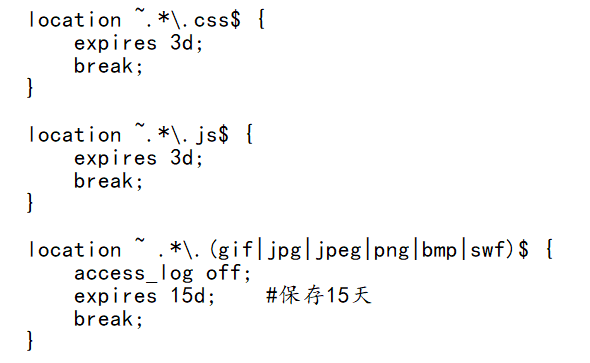 location ~.*\.css$ {
    expires 3d;
    break;
}

location ~.*\.js$ {
    expires 3d;
    break;
}

location ~ .*\.(gif|jpg|jpeg|png|bmp|swf)$ {
    access_log off;
    expires 15d;    #保存15天
    break;
}